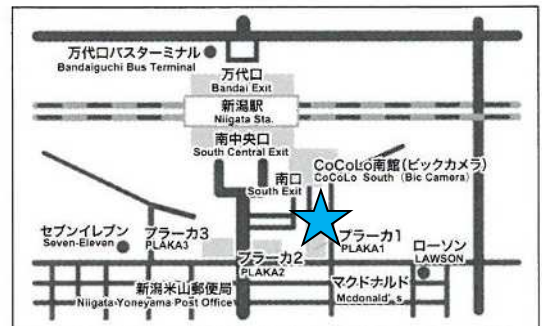 万代口バスターミナル
Bandaiguchi Bus Terminal
万代口
Bandai Exit
新潟駅
Niigata Sta.
南中央口
South Central Exit
CoCoLo南館(ビックカメラ)
CoCoLo South (Bic Camera)
南口
South Exit
セブンイレブン
Seven-Eleven
プラーカ3
PLAKA3
プラーカ1
PLAKA1
プラーカ2
PLAKA2
ローソン
LAWSON
新潟米山郵便局
Niigata Yoneyama Post Office
マクドナルド
Mcdonald's